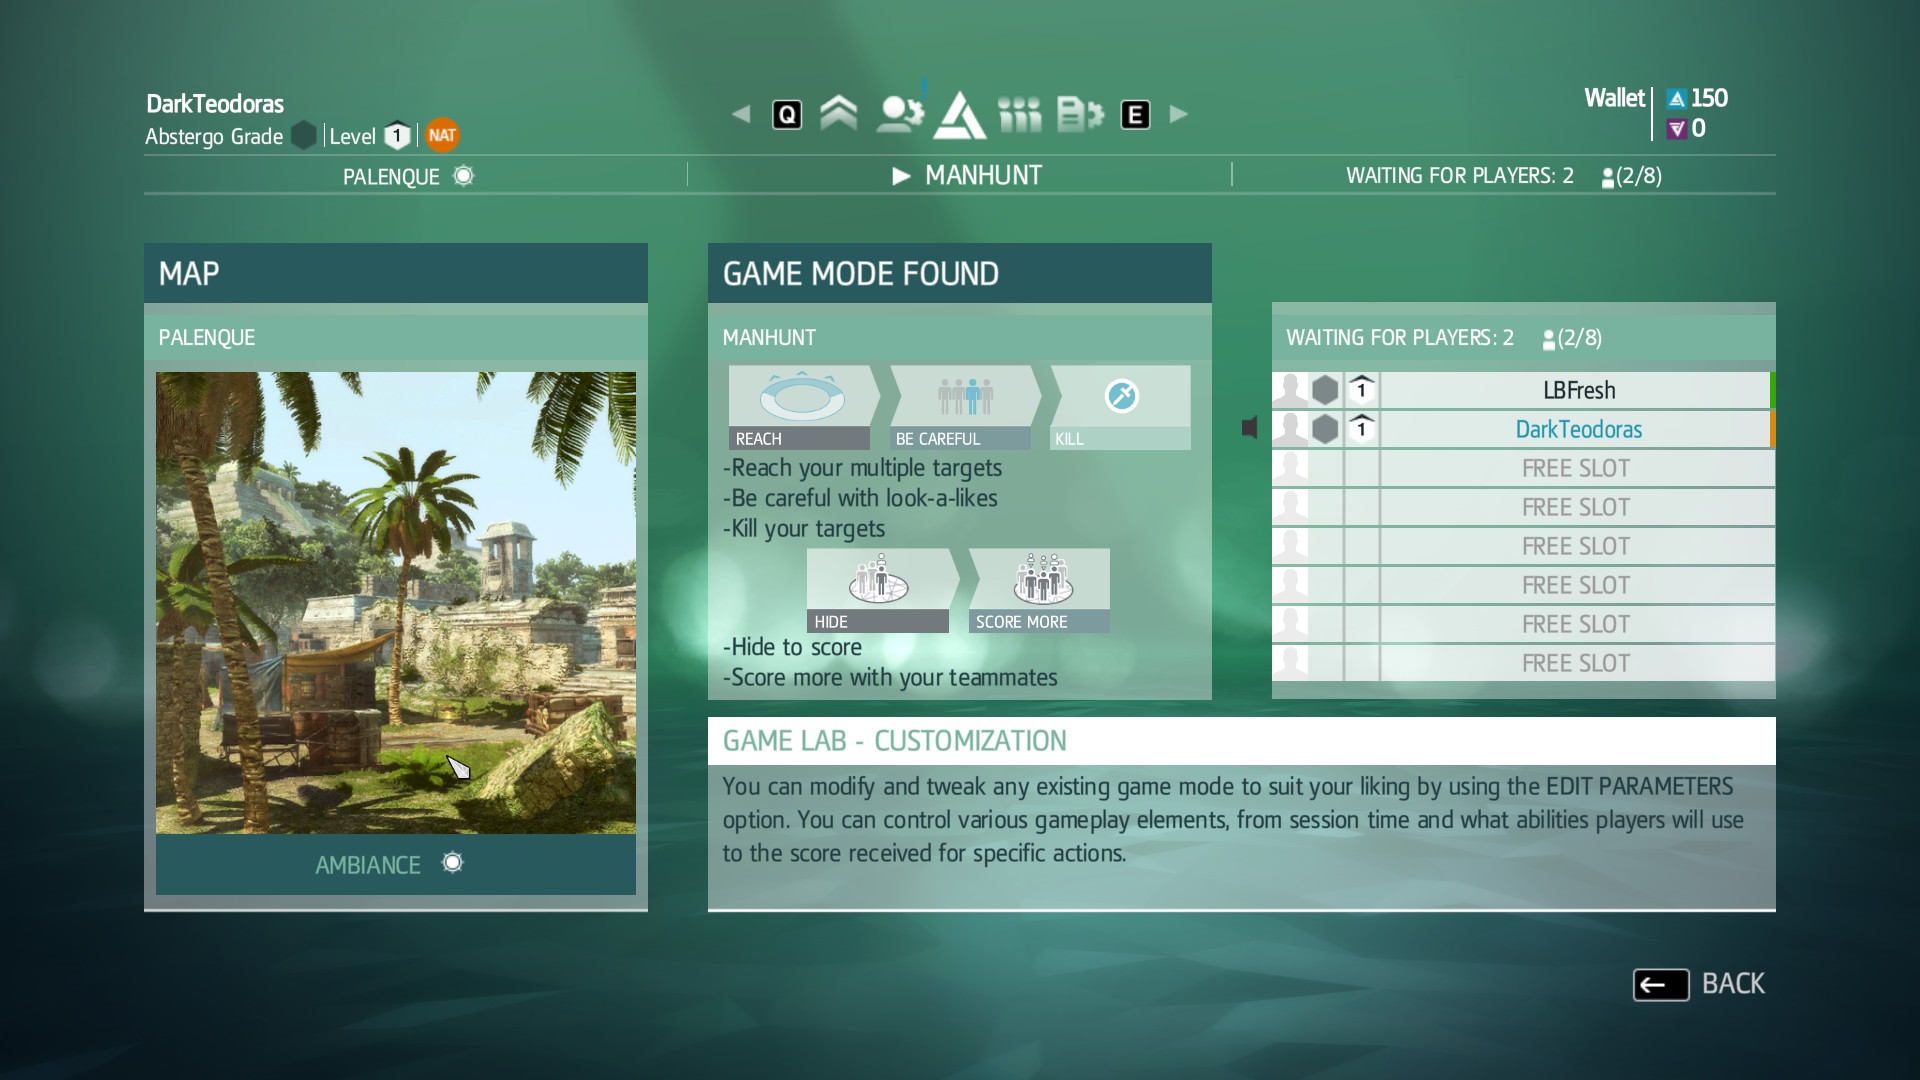 DarkTeodoras
Abstergo Grade Level 1 NAT
Q
E
Wallet 150
0
PALENQUE
MANHUNT
WAITING FOR PLAYERS: 2 (2/8)
MAP
PALENQUE
AMBIANCE
GAME MODE FOUND
MANHUNT
REACH
BE CAREFUL
KILL
-Reach your multiple targets
-Be careful with look-a-likes
-Kill your targets
HIDE
SCORE MORE
-Hide to score
-Score more with your teammates
WAITING FOR PLAYERS: 2 (2/8)
1 LBFresh
1 DarkTeodoras
FREE SLOT
FREE SLOT
FREE SLOT
FREE SLOT
FREE SLOT
FREE SLOT
GAME LAB - CUSTOMIZATION
You can modify and tweak any existing game mode to suit your liking by using the EDIT PARAMETERS
option. You can control various gameplay elements, from session time and what abilities players will use
to the score received for specific actions.
BACK